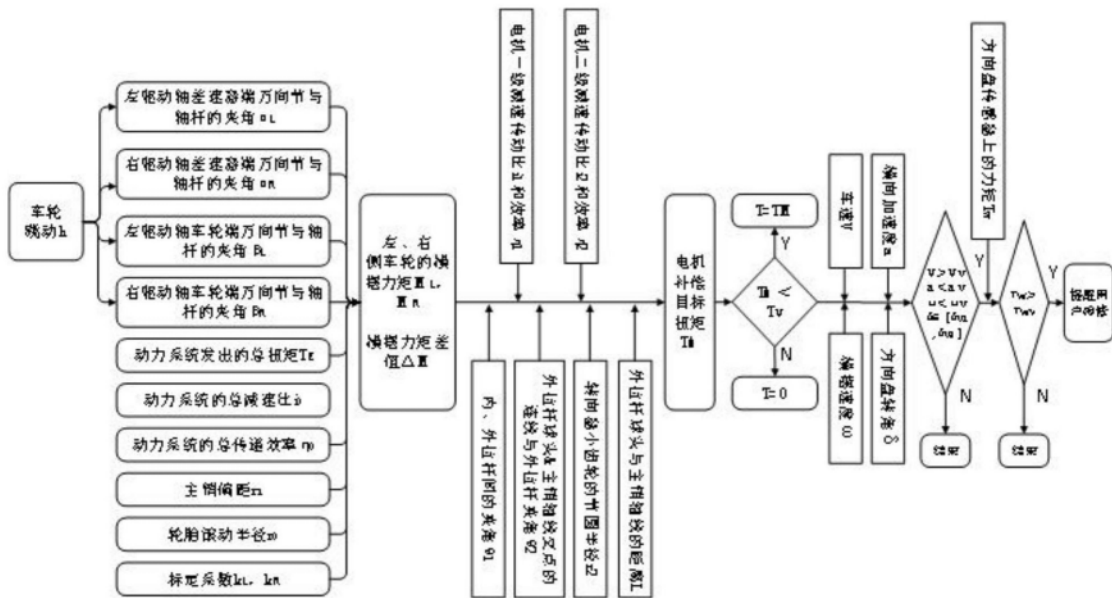 车轮
跳动h
左驱动轴差速器端万向节与
轴杆的夹角αL
右驱动轴差速器端万向节与
轴杆的夹角αR
左驱动轴车轮端万向节与轴
杆的夹角βL
右驱动轴车轮端万向节与轴
杆的夹角βR
动力系统发出的总扭矩TE
动力系统的总减速比i0
动力系统的总传递效率η0
主销偏距r1
轮胎滚动半径r0
标定系数kL,kR
左、右
侧车轮的横
摆力矩ML,
MR
横摆力矩差
值△M
电机一级减速传动比i1和效率η1
电机二级减速传动比i2和效率η2
内、外拉杆间的夹角θ1
外拉杆球头&主销轴线交点的
连线与外拉杆夹角θ2
转向器小齿轮的节圆半径r2
外拉杆球头与主销轴线的距离L
电机
补偿
目标
扭矩
TM
T=TM
Y
N
T=0
车速V
横向加速度a
横摆速度ω
方向盘转角δ
方向盘传感器上的力矩Tw
Y
N
结束
Y
N
结束